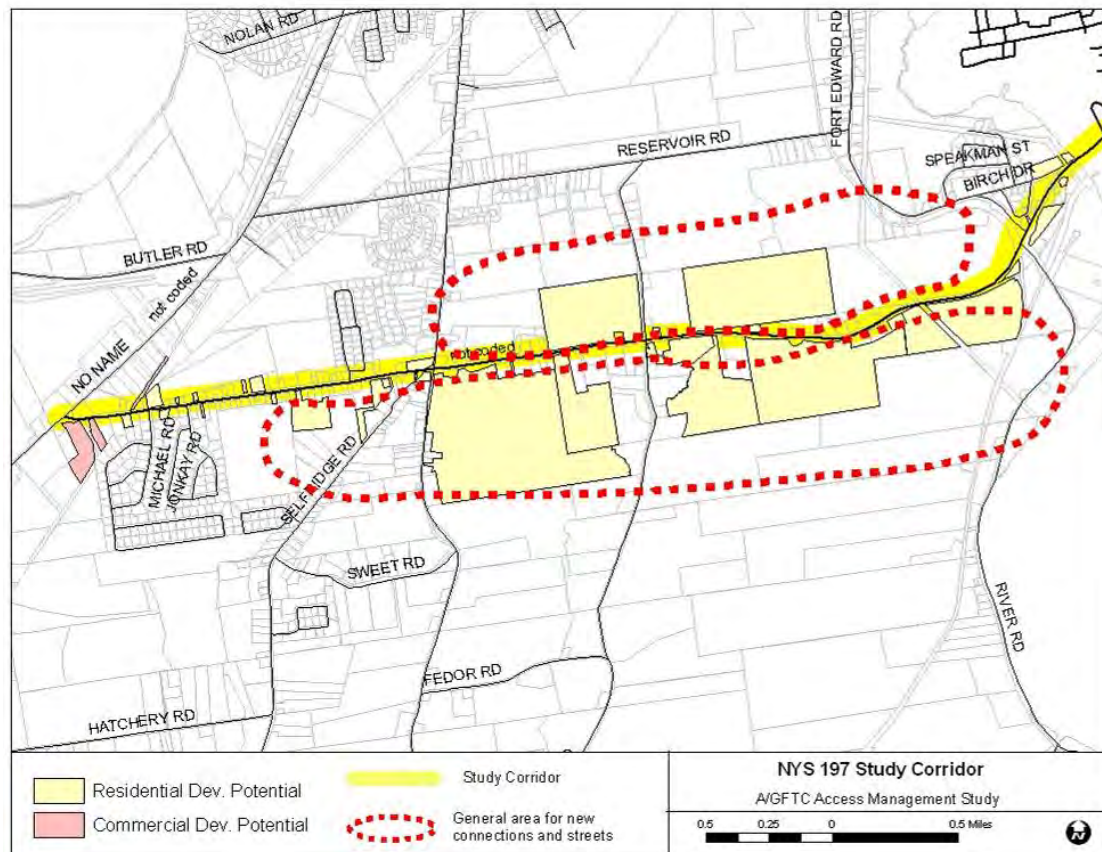 NOLAN RD
FORT EDWARD RD
RESERVOIR RD
SPEAKMAN ST
BIRCH DR
BUTLER RD
not coded
NO NAME
not coded
MICHAEL RD
JONKAY RD
SELFRIDGE RD
SWEET RD
RIVER RD
FEDOR RD
HATCHERY RD
Residential Dev. Potential
Commercial Dev. Potential
Study Corridor
General area for new
connections and streets
NYS 197 Study Corridor
A/GFTC Access Management Study
0.5 0.25 0 0.5 Miles
N